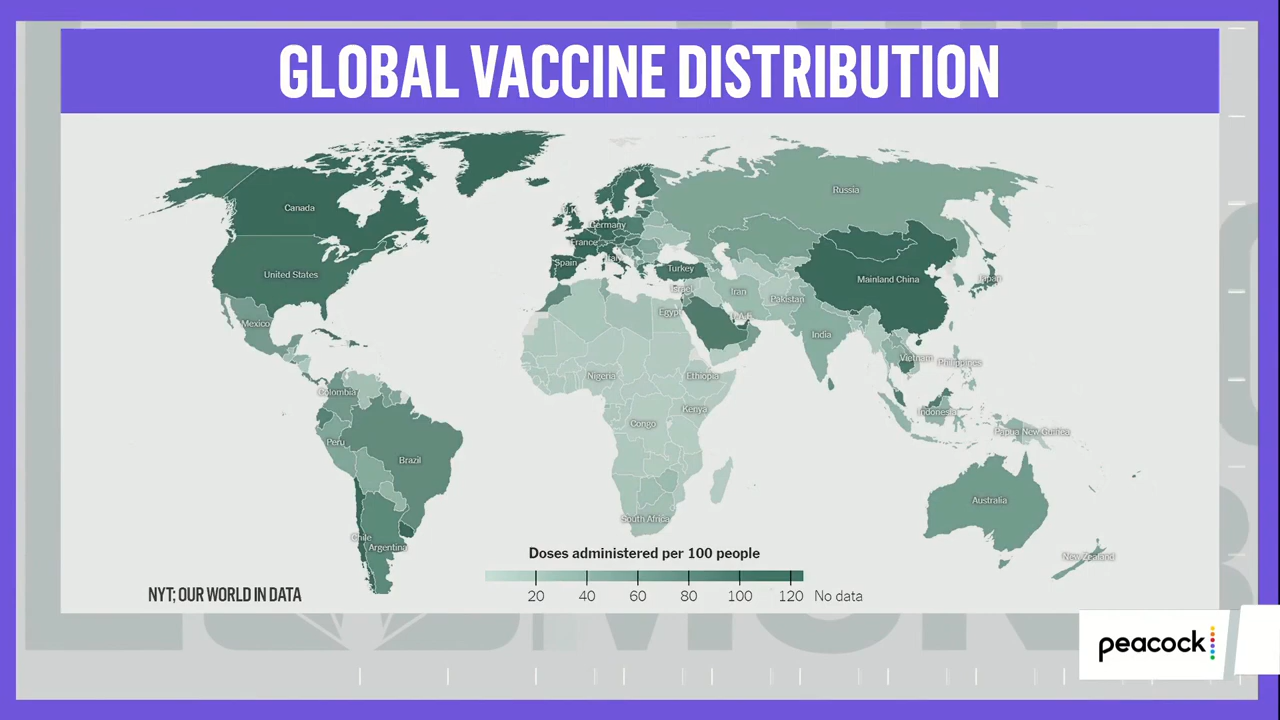 GLOBAL VACCINE DISTRIBUTION
Canada
Russia
United States
Germany
France
Spain
Italy
Turkey
Mainland China
Japan
Mexico
Israel
Iran
Pakistan
Egypt
U.A.E.
India
Vietnam
Philippines
Colombia
Nigeria
Ethiopia
Kenya
Congo
Indonesia
Papua New Guinea
Peru
Brazil
Australia
South Africa
Chile
Argentina
New Zealand
Doses administered per 100 people
20 40 60 80 100 120 No data
NYT; OUR WORLD IN DATA
peacock